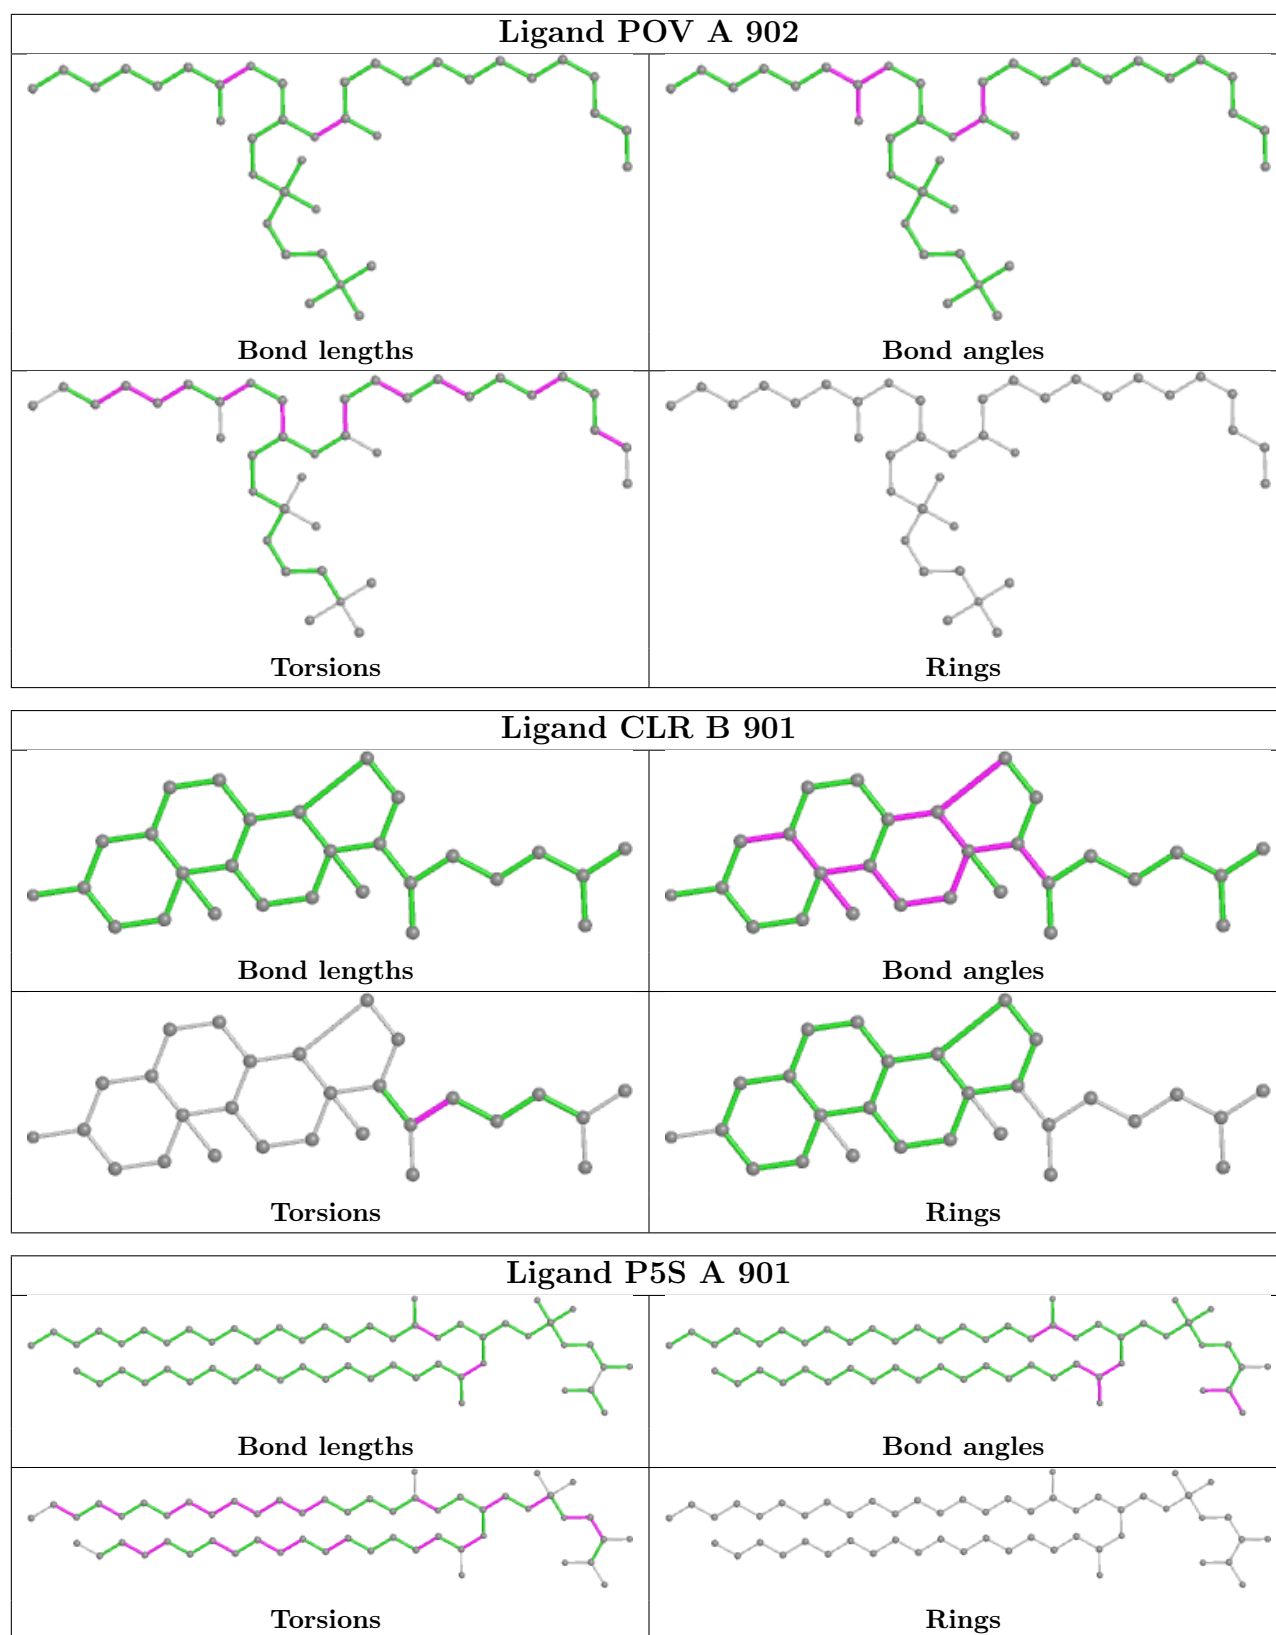 Ligand POV A 902
Bond lengths
Bond angles
Torsions
Rings
Ligand CLR B 901
Bond lengths
Bond angles
Torsions
Rings
Ligand P5S A 901
Bond lengths
Bond angles
Torsions
Rings